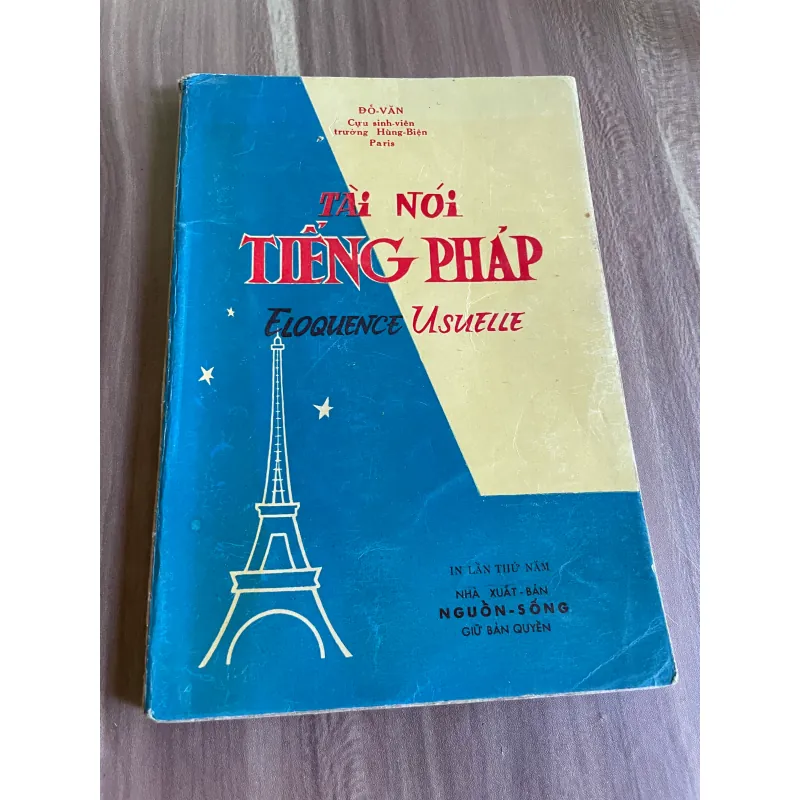 ĐỖ-VĂN
Cựu sinh-viên
trường Hùng-Biện
Paris
TÀI NÓI
TIẾNG PHÁP
ELOQUENCE USUELLE
IN LẦN THỨ NĂM
NHÀ XUẤT-BẢN
NGUỒN-SỐNG
GIỮ BẢN QUYỀN